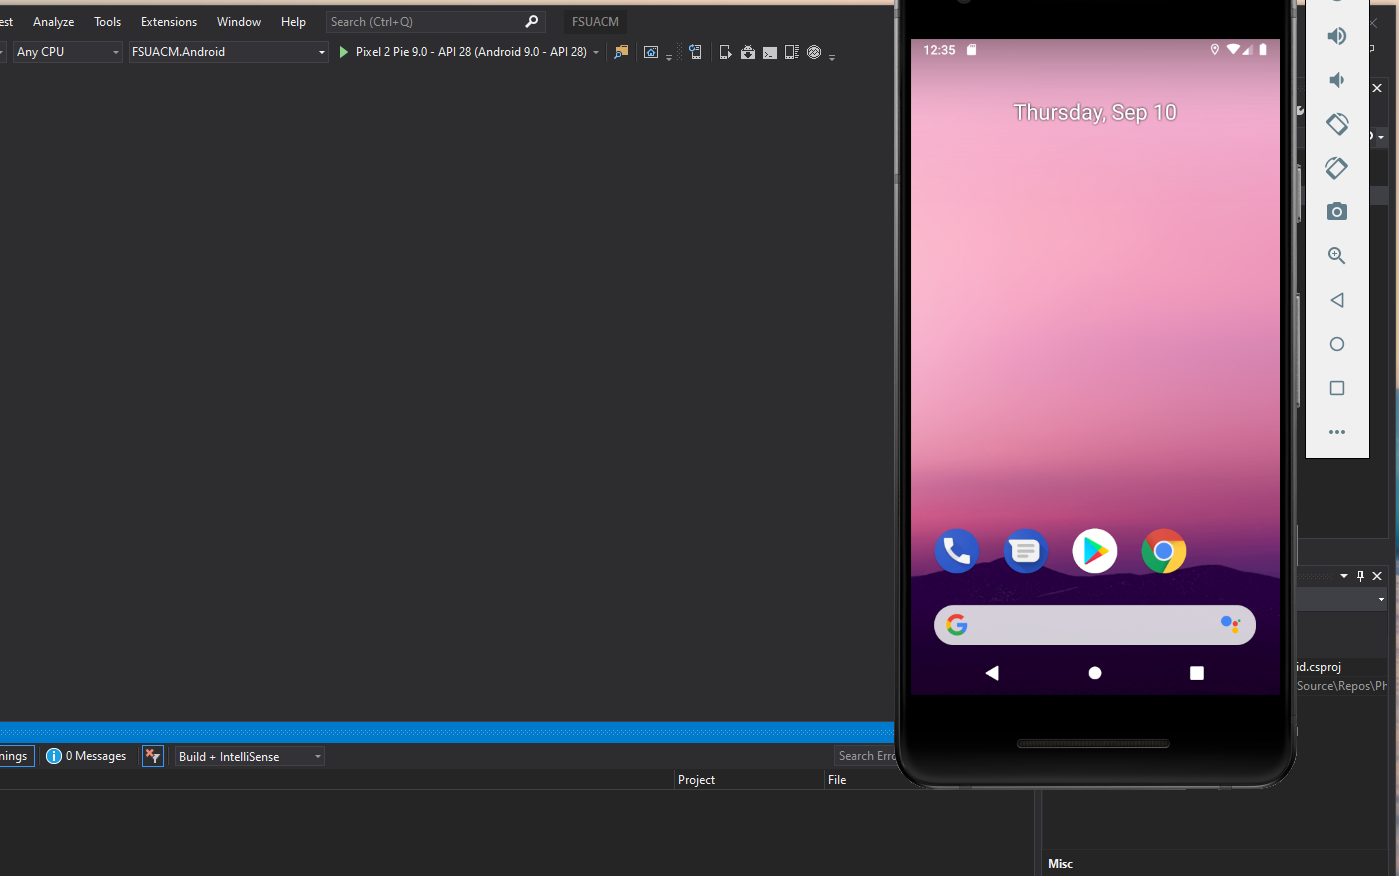 est Analyze Tools Extensions Window Help Search (Ctrl+Q) FSUACM
Any CPU FSUACM.Android Pixel 2 Pie 9.0 - API 28 (Android 9.0 - API 28)
12:35
Thursday, Sep 10
id.csproj
Source\Repos\Ph
nings 0 Messages Build + IntelliSense Search Erro
Project File
Misc